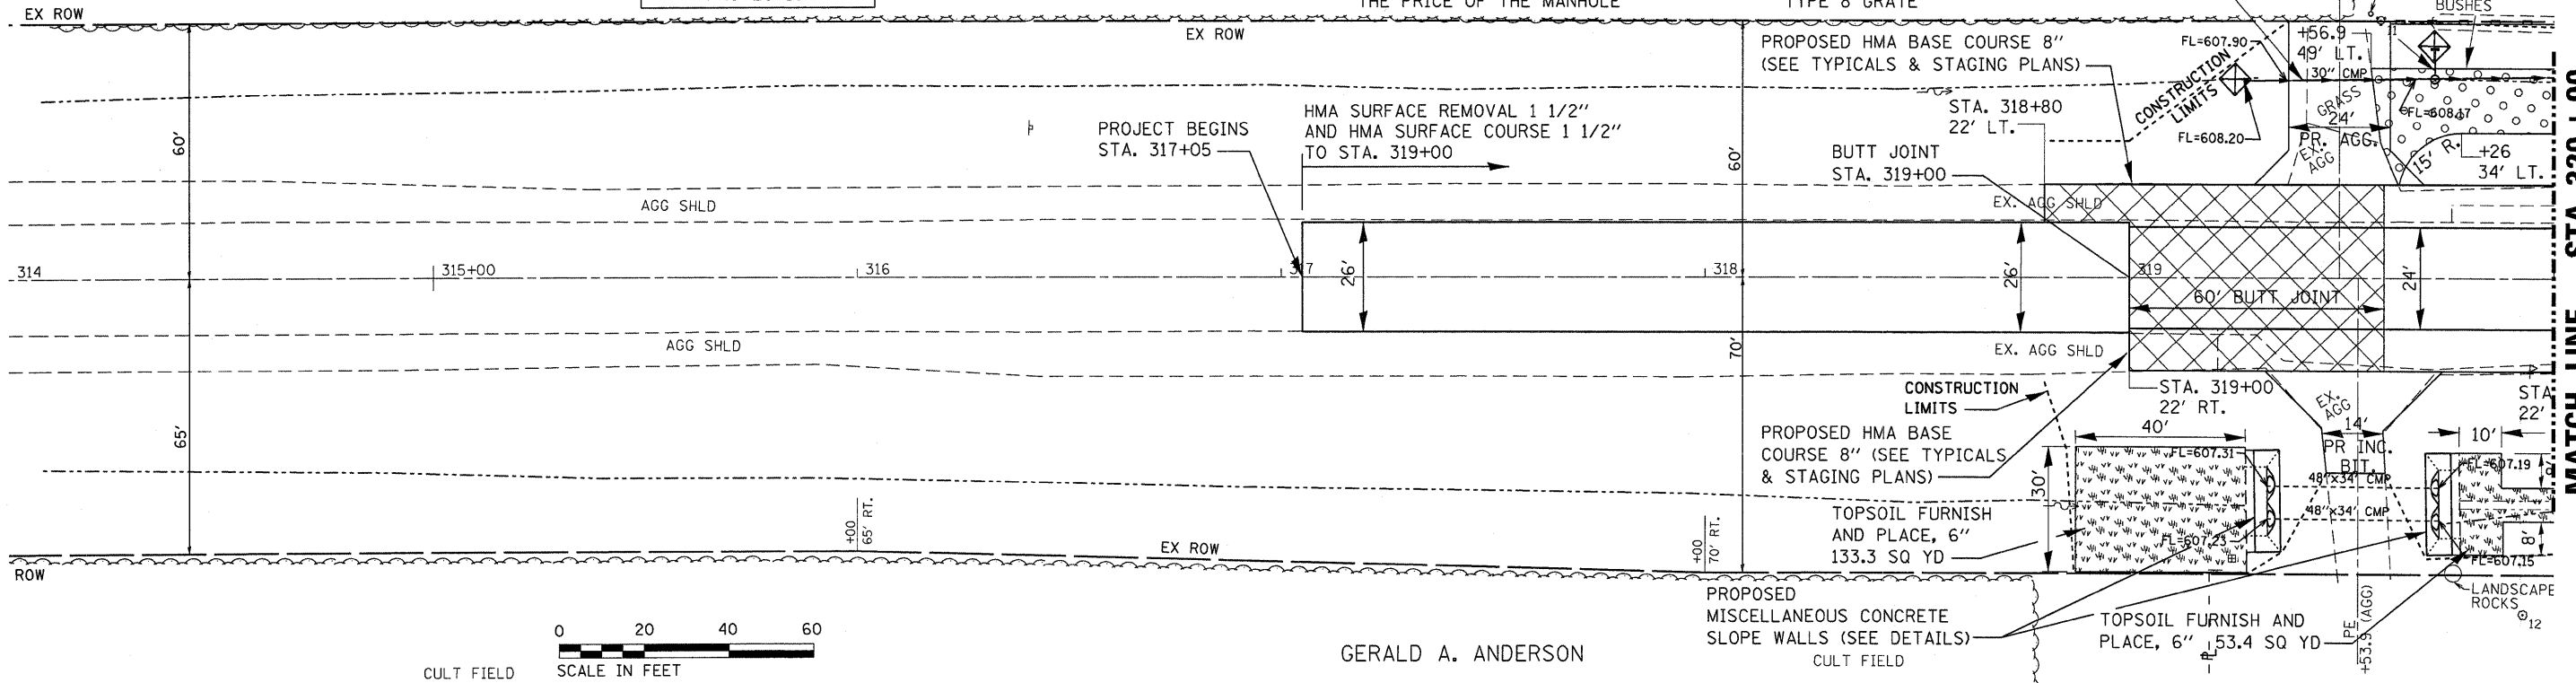 EX ROW
THE PRICE OF THE MANHOLE
TYPE 8 GRATE
BUSHES
EX ROW
PROPOSED HMA BASE COURSE 8"
(SEE TYPICALS & STAGING PLANS)
FL=607.90
+56.9
49' LT.
30" CMP
CONSTRUCTION
LIMITS
GRASS
24'
PR. AGG.
EX.
AGG
FL=608.17
FL=608.20
15' R.
+26
34' LT.
60'
PROJECT BEGINS
STA. 317+05
HMA SURFACE REMOVAL 1 1/2"
AND HMA SURFACE COURSE 1 1/2"
TO STA. 319+00
60'
STA. 318+80
22' LT.
BUTT JOINT
STA. 319+00
AGG SHLD
EX. AGG SHLD
314
315+00
316
317
318
319
26'
26'
60' BUTT JOINT
24'
AGG SHLD
EX. AGG SHLD
65'
70'
CONSTRUCTION
LIMITS
STA. 319+00
22' RT.
EX.
AGG
STA
22'
PROPOSED HMA BASE
COURSE 8" (SEE TYPICALS
& STAGING PLANS)
40'
30'
14'
PR INC.
BIT.
10'
FL=607.31
FL=607.19
48"x34' CMP
48"x34' CMP
FL=607.23
8'
FL=607.15
TOPSOIL FURNISH
AND PLACE, 6"
133.3 SQ YD
+00
65' RT.
+00
70' RT.
EX ROW
ROW
PROPOSED
MISCELLANEOUS CONCRETE
SLOPE WALLS (SEE DETAILS)
TOPSOIL FURNISH AND
PLACE, 6" 53.4 SQ YD
LANDSCAPE
ROCKS
12
PE
+53.9 (AGG)
0 20 40 60
SCALE IN FEET
CULT FIELD
GERALD A. ANDERSON
CULT FIELD